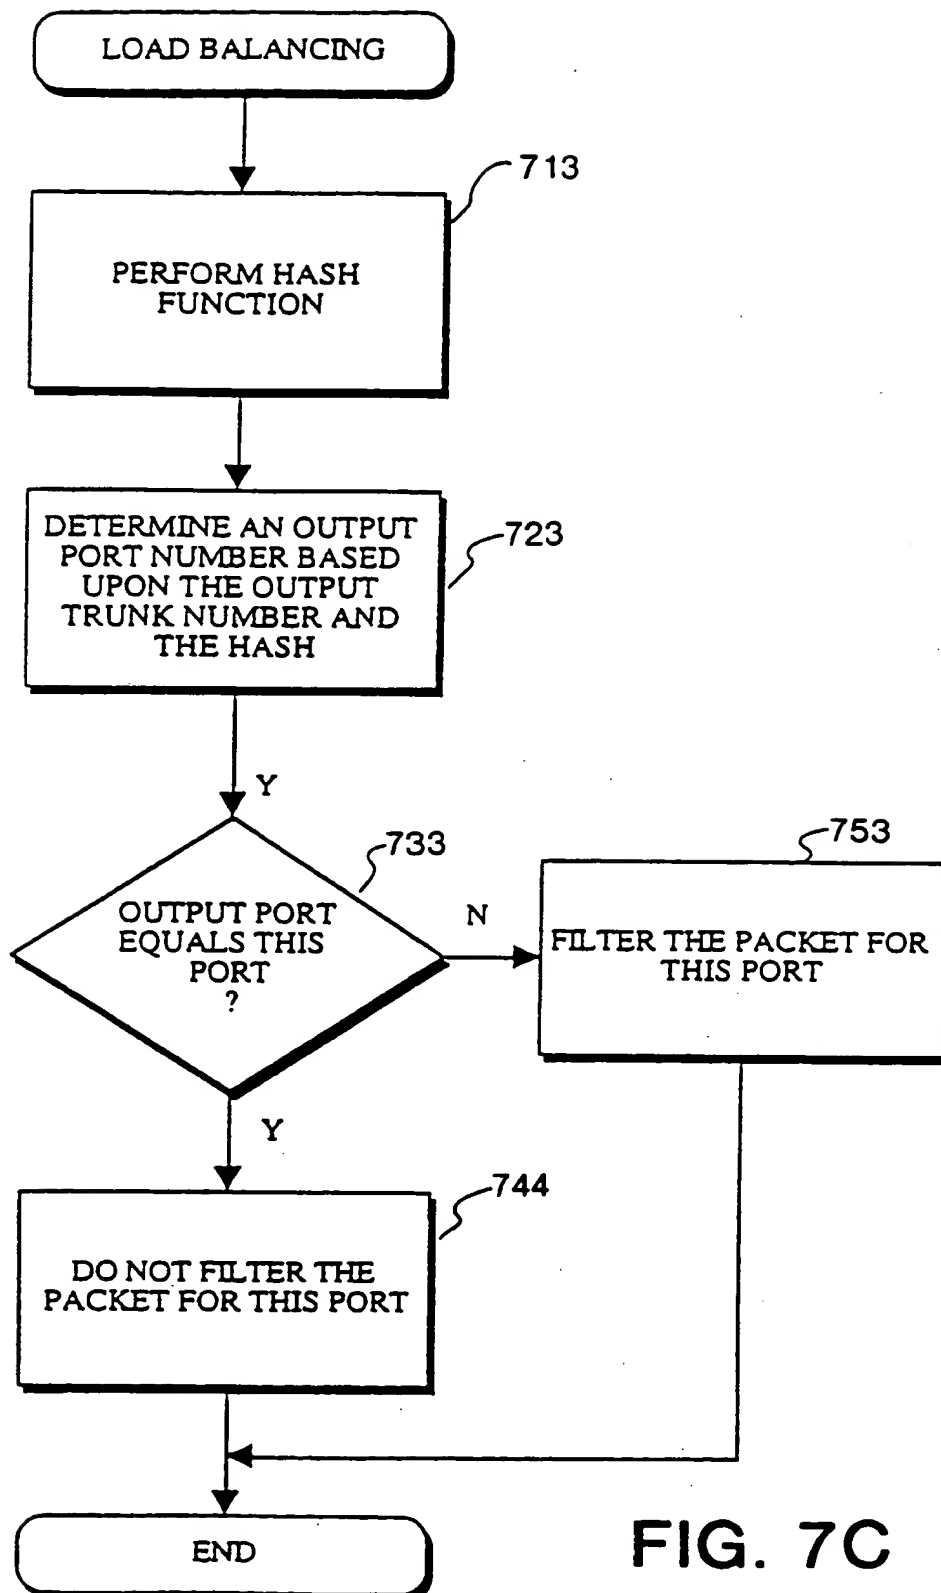 LOAD BALANCING
713
PERFORM HASH
FUNCTION
DETERMINE AN OUTPUT
PORT NUMBER BASED
UPON THE OUTPUT
TRUNK NUMBER AND
THE HASH
723
Y
733
OUTPUT PORT
EQUALS THIS
PORT
?
N
753
FILTER THE PACKET FOR
THIS PORT
Y
744
DO NOT FILTER THE
PACKET FOR THIS PORT
END
FIG. 7C